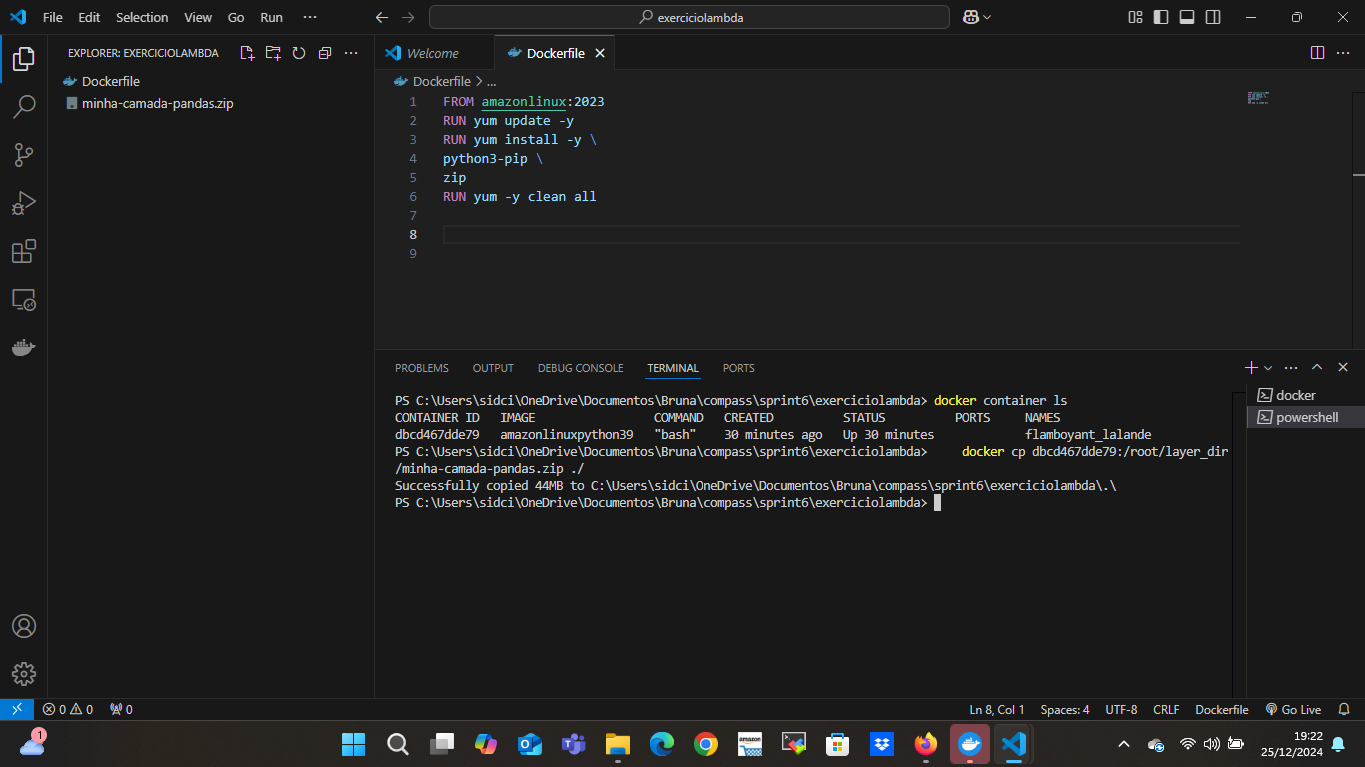 File Edit Selection View Go Run ···
exerciciolambda
EXPLORER: EXERCICIOLAMBDA
Dockerfile
minha-camada-pandas.zip
Welcome
Dockerfile
Dockerfile > ...
1 FROM amazonlinux:2023
2 RUN yum update -y
3 RUN yum install -y \
4 python3-pip \
5 zip
6 RUN yum -y clean all
7
8
9
PROBLEMS OUTPUT DEBUG CONSOLE TERMINAL PORTS
docker
powershell
PS C:\Users\sidci\OneDrive\Documentos\Bruna\compass\sprint6\exerciciolambda> docker container ls
CONTAINER ID IMAGE COMMAND CREATED STATUS PORTS NAMES
dbcd467dde79 amazonlinuxpython39 "bash" 30 minutes ago Up 30 minutes flamboyant_lalande
PS C:\Users\sidci\OneDrive\Documentos\Bruna\compass\sprint6\exerciciolambda> docker cp dbcd467dde79:/root/layer_dir
/minha-camada-pandas.zip ./
Successfully copied 44MB to C:\Users\sidci\OneDrive\Documentos\Bruna\compass\sprint6\exerciciolambda\.\
PS C:\Users\sidci\OneDrive\Documentos\Bruna\compass\sprint6\exerciciolambda>
0 0 0
Ln 8, Col 1 Spaces: 4 UTF-8 CRLF Dockerfile Go Live
1
amazon
19:22
25/12/2024